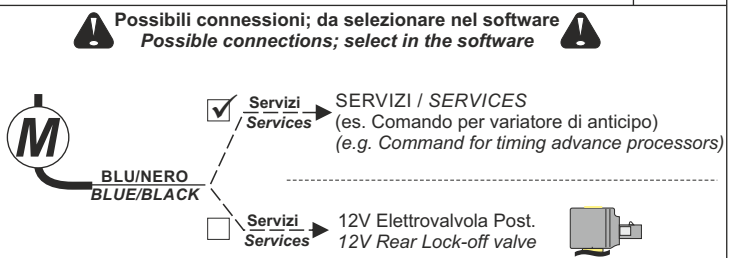 Possibili connessioni; da selezionare nel software
Possible connections; select in the software
M
BLU/NERO
BLUE/BLACK
Servizi
Services
SERVIZI / SERVICES
(es. Comando per variatore di anticipo)
(e.g. Command for timing advance processors)
Servizi
Services
12V Elettrovalvola Post.
12V Rear Lock-off valve